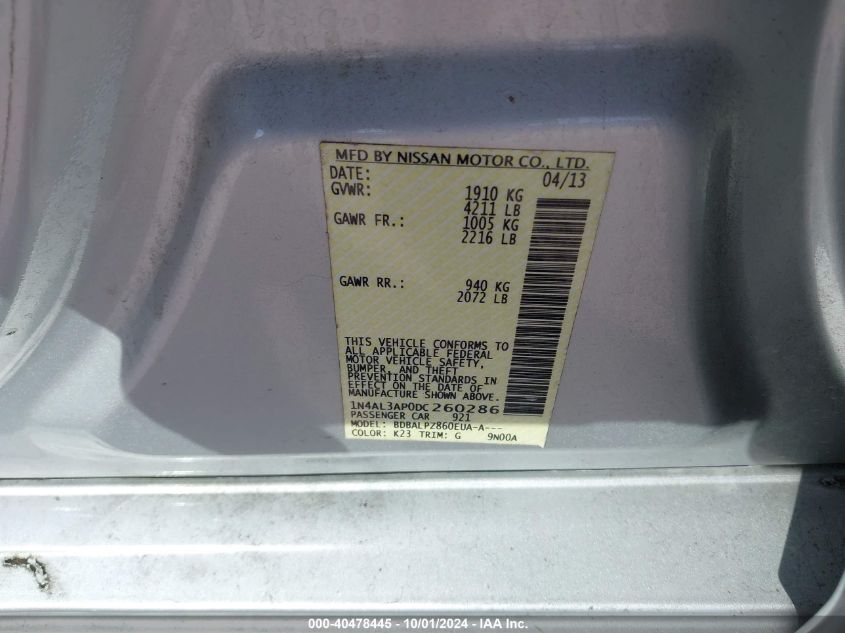 MFD BY NISSAN MOTOR CO., LTD.
DATE: 04/13
GVWR: 1910 KG
4211 LB
GAWR FR.: 1005 KG
2216 LB
GAWR RR.: 940 KG
2072 LB
THIS VEHICLE CONFORMS TO
ALL APPLICABLE FEDERAL
MOTOR VEHICLE SAFETY,
BUMPER, AND THEFT
PREVENTION STANDARDS IN
EFFECT ON THE DATE OF
MANUFACTURE SHOWN ABOVE.
1N4AL3AP0DC260286
PASSENGER CAR 921
MODEL: BDBALPZ860EUA-A---
COLOR: K23 TRIM: G 9N00A
000-40478445 - 10/01/2024 - IAA Inc.